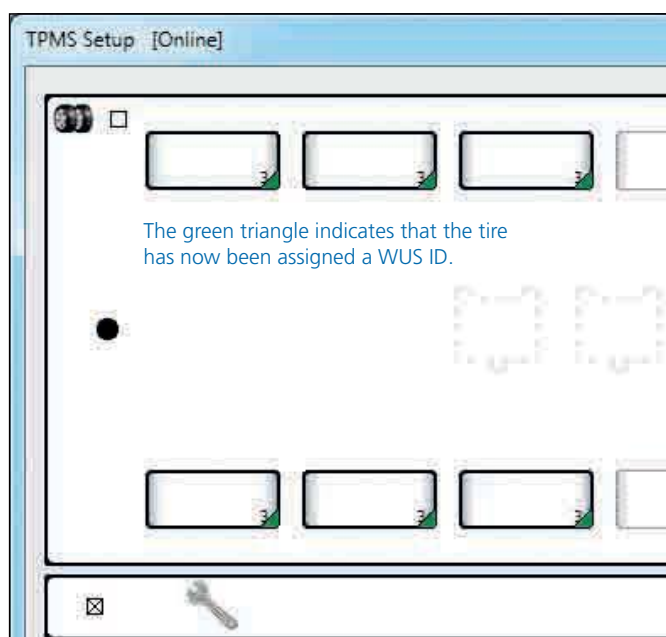 TPMS Setup [Online]
3 3 3
The green triangle indicates that the tire
has now been assigned a WUS ID.
3 3 3